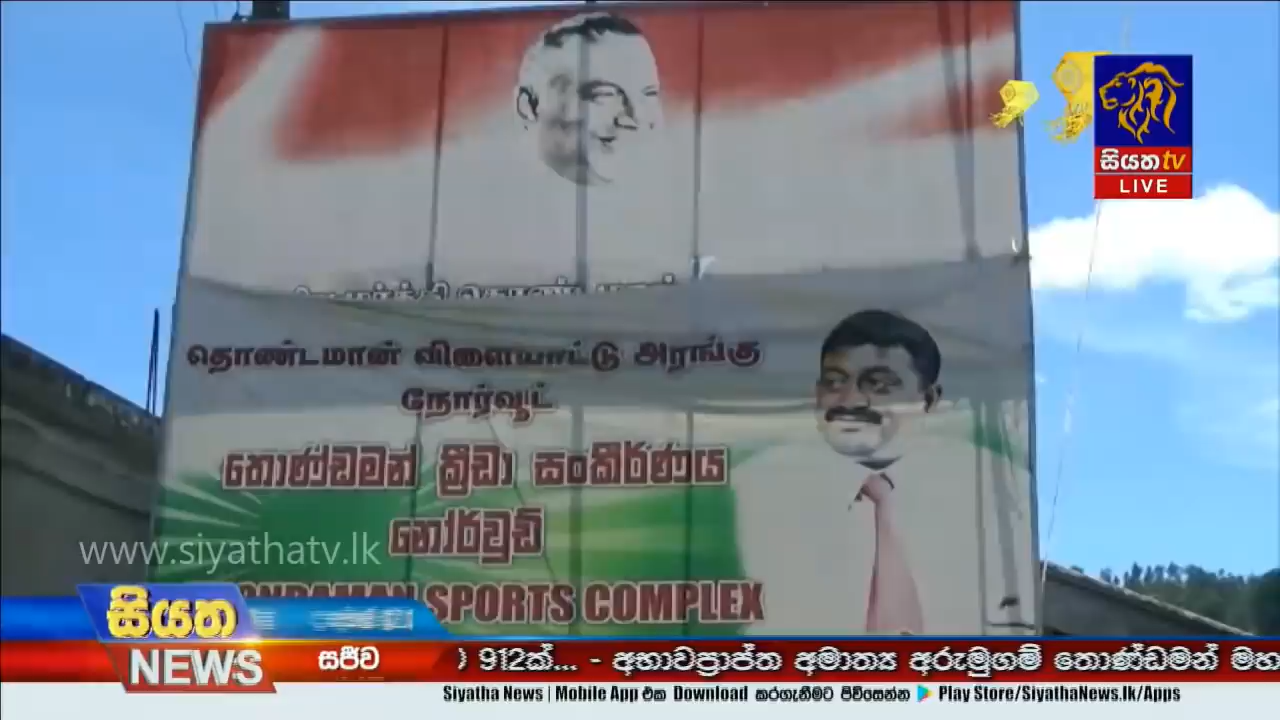 සියත tv
LIVE
தொண்டமான் விளையாட்டு அரங்கு
நோர்வூட்
තොණ්ඩමන් ක්‍රීඩා සංකීර්ණය
නෝර්වුඩ්
SPORTS COMPLEX
www.siyathatv.lk
සියත
NEWS
සජීව
) 912ක්... - අභාවප්‍රාප්ත අමාත්‍ය අරුමුගම් තොණ්ඩමන් මහ
Siyatha News | Mobile App එක Download කරගැනීමට පිවිසෙන්න Play Store/SiyathaNews.lk/Apps